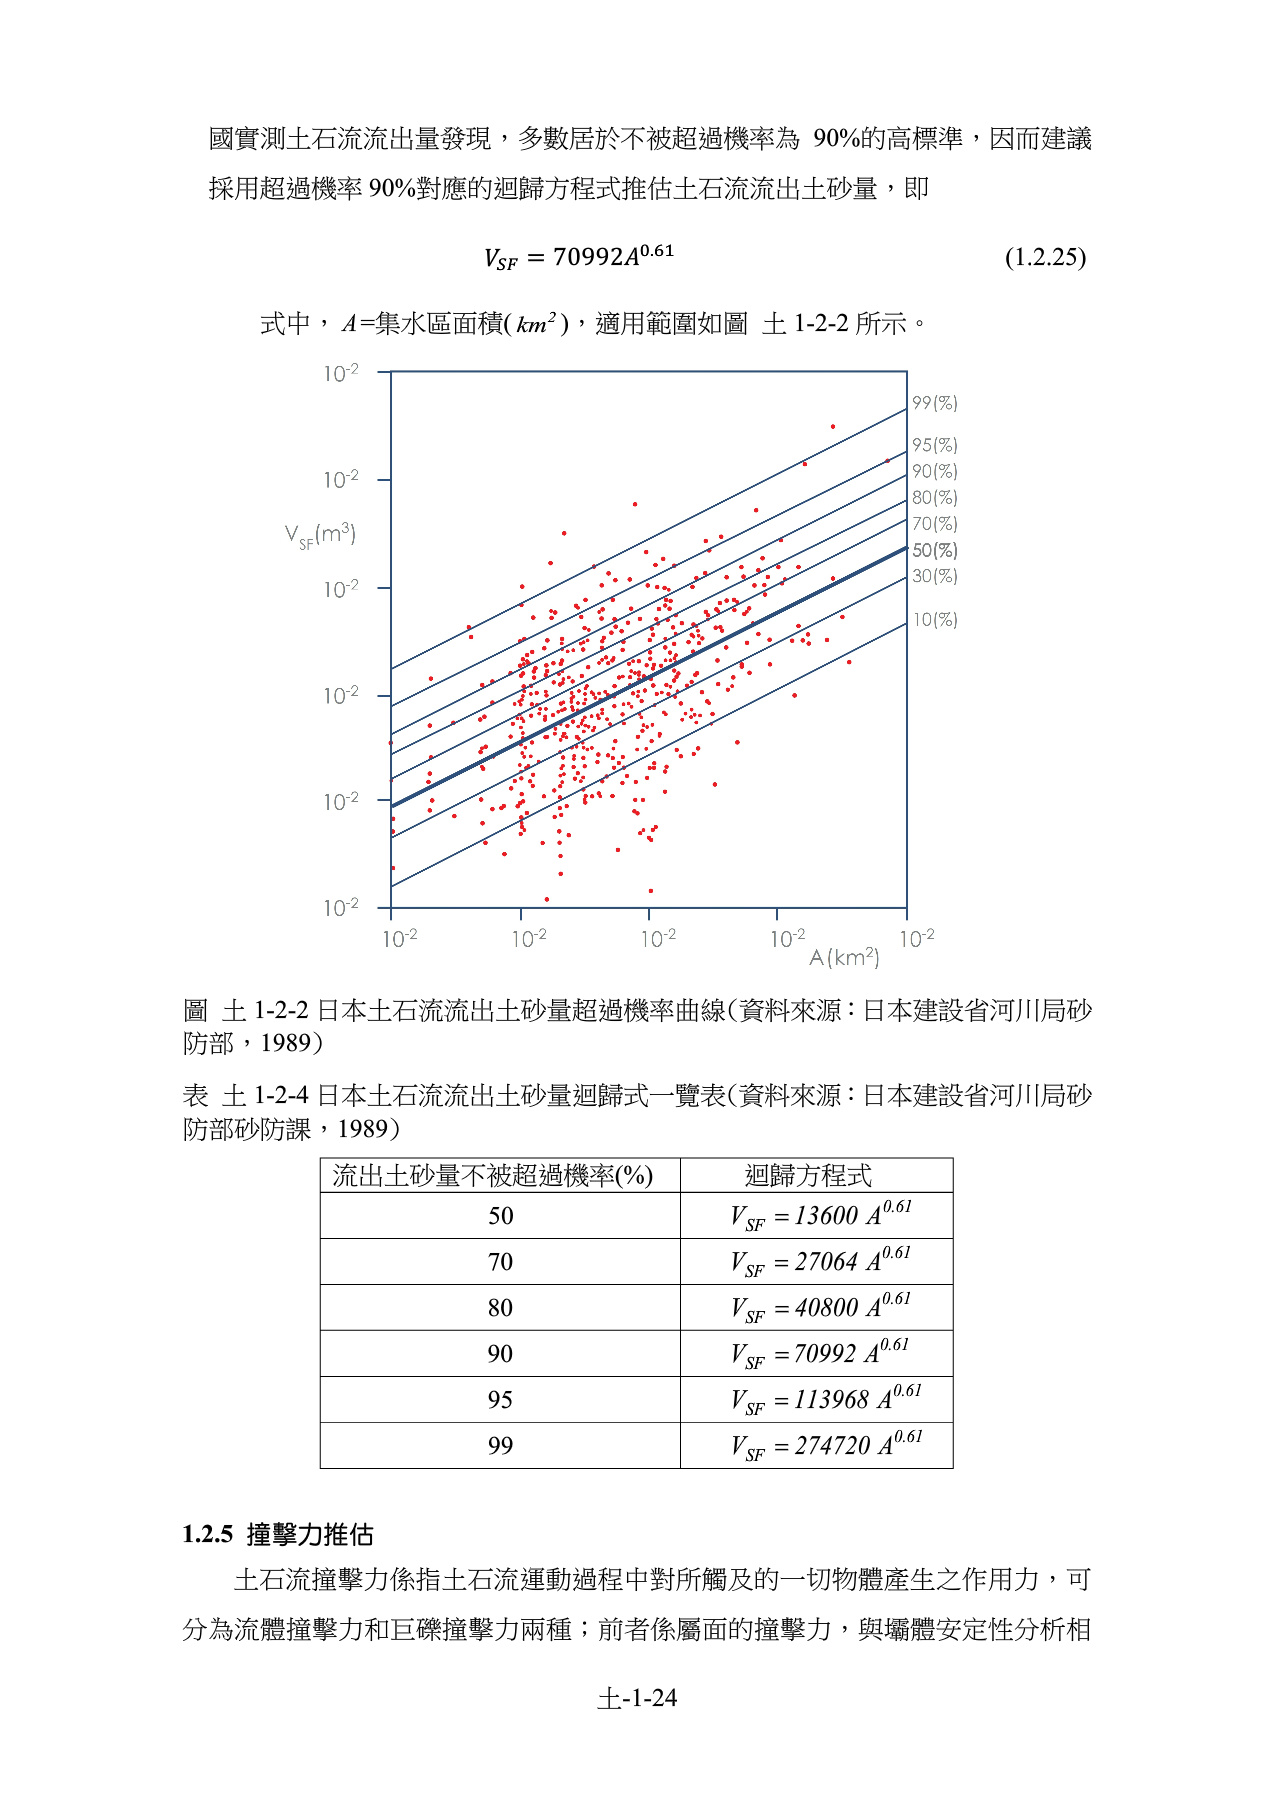 國實測土石流流出量發現，多數居於不被超過機率為 90%的高標準，因而建議
採用超過機率 90%對應的迴歸方程式推估土石流流出土砂量，即
V_SF = 70992A^0.61 (1.2.25)
式中， A=集水區面積( km^2 )，適用範圍如圖 土 1-2-2 所示。
10^-2
99(%)
95(%)
90(%)
10^-2
80(%)
70(%)
V_SF(m^3)
50(%)
30(%)
10^-2
10(%)
10^-2
10^-2
10^-2
10^-2 10^-2 10^-2 10^-2 10^-2
A(km^2)
圖 土 1-2-2 日本土石流流出土砂量超過機率曲線(資料來源：日本建設省河川局砂
防部，1989)
表 土 1-2-4 日本土石流流出土砂量迴歸式一覽表(資料來源：日本建設省河川局砂
防部砂防課，1989)
流出土砂量不被超過機率(%) 迴歸方程式
50 V_SF = 13600 A^0.61
70 V_SF = 27064 A^0.61
80 V_SF = 40800 A^0.61
90 V_SF = 70992 A^0.61
95 V_SF = 113968 A^0.61
99 V_SF = 274720 A^0.61
1.2.5 撞擊力推估
土石流撞擊力係指土石流運動過程中對所觸及的一切物體產生之作用力，可
分為流體撞擊力和巨礫撞擊力兩種；前者係屬面的撞擊力，與壩體安定性分析相
土-1-24